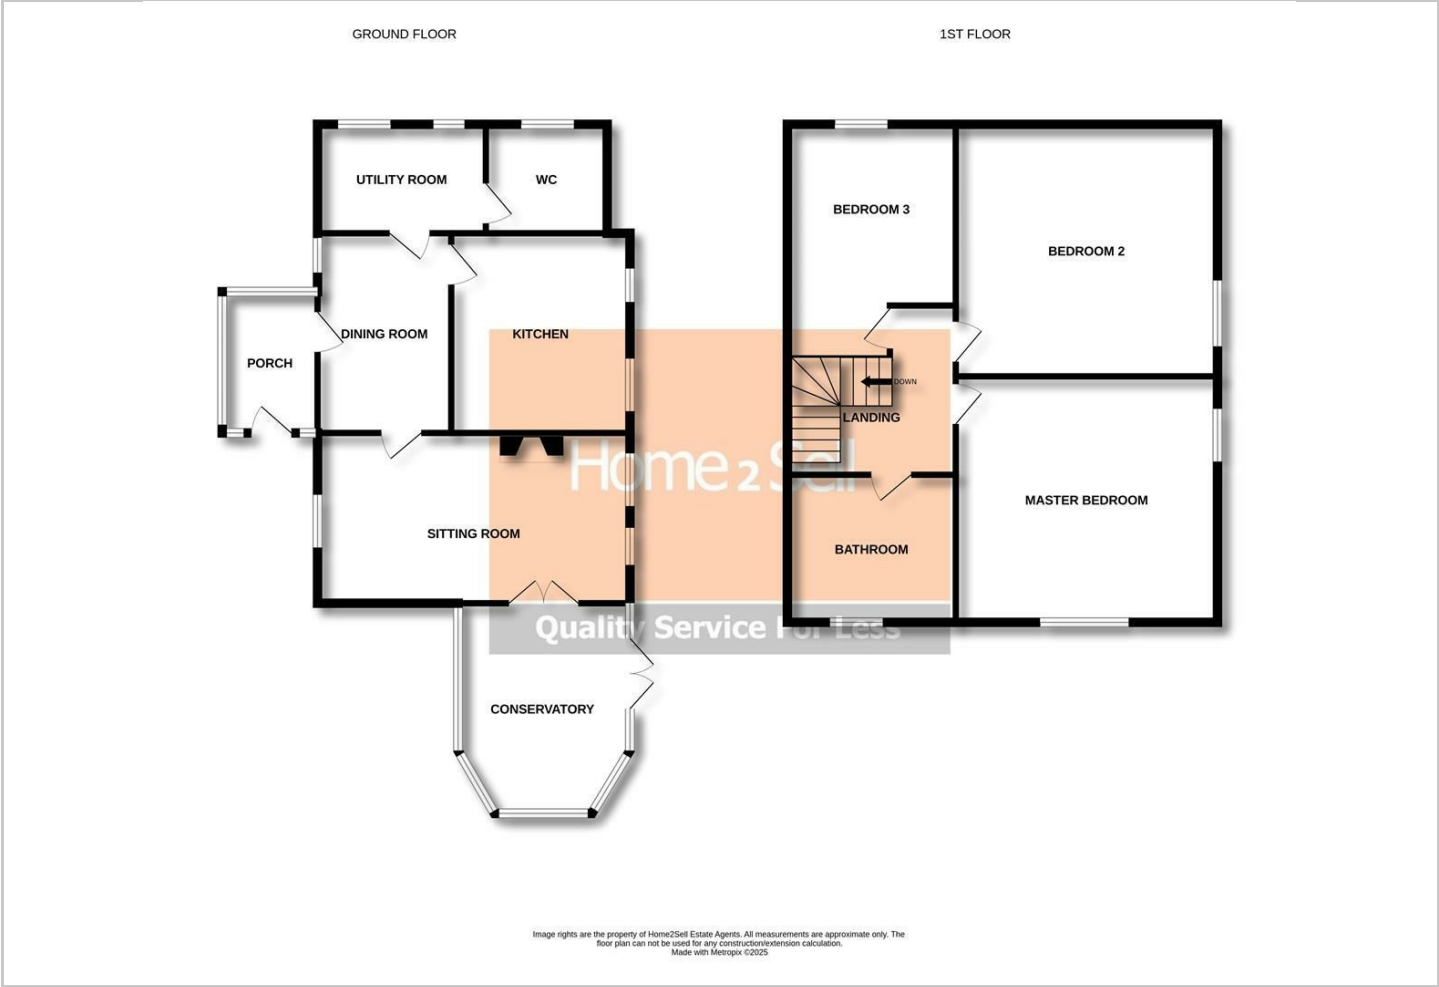 GROUND FLOOR
1ST FLOOR
UTILITY ROOM
WC
BEDROOM 3
BEDROOM 2
DINING ROOM
KITCHEN
PORCH
DOWN
LANDING
Home 2 Sell
SITTING ROOM
MASTER BEDROOM
BATHROOM
Quality Service For Less
CONSERVATORY
Image rights are the property of Home2Sell Estate Agents. All measurements are approximate only. The
floor plan can not be used for any construction/extension calculation.
Made with Metropix ©2025